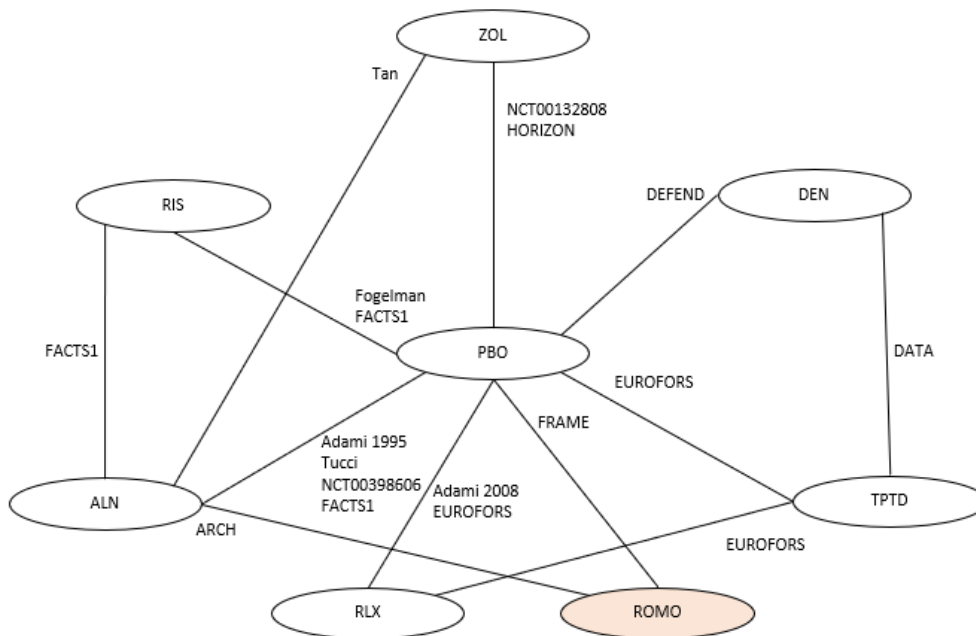 ZOL
Tan
NCT00132808
HORIZON
RIS
DEFEND
DEN
Fogelman
FACTS1
FACTS1
PBO
DATA
EUROFORS
FRAME
Adami 1995
Tucci
NCT00398606
FACTS1
Adami 2008
EUROFORS
ALN
ARCH
TPTD
EUROFORS
RLX
ROMO